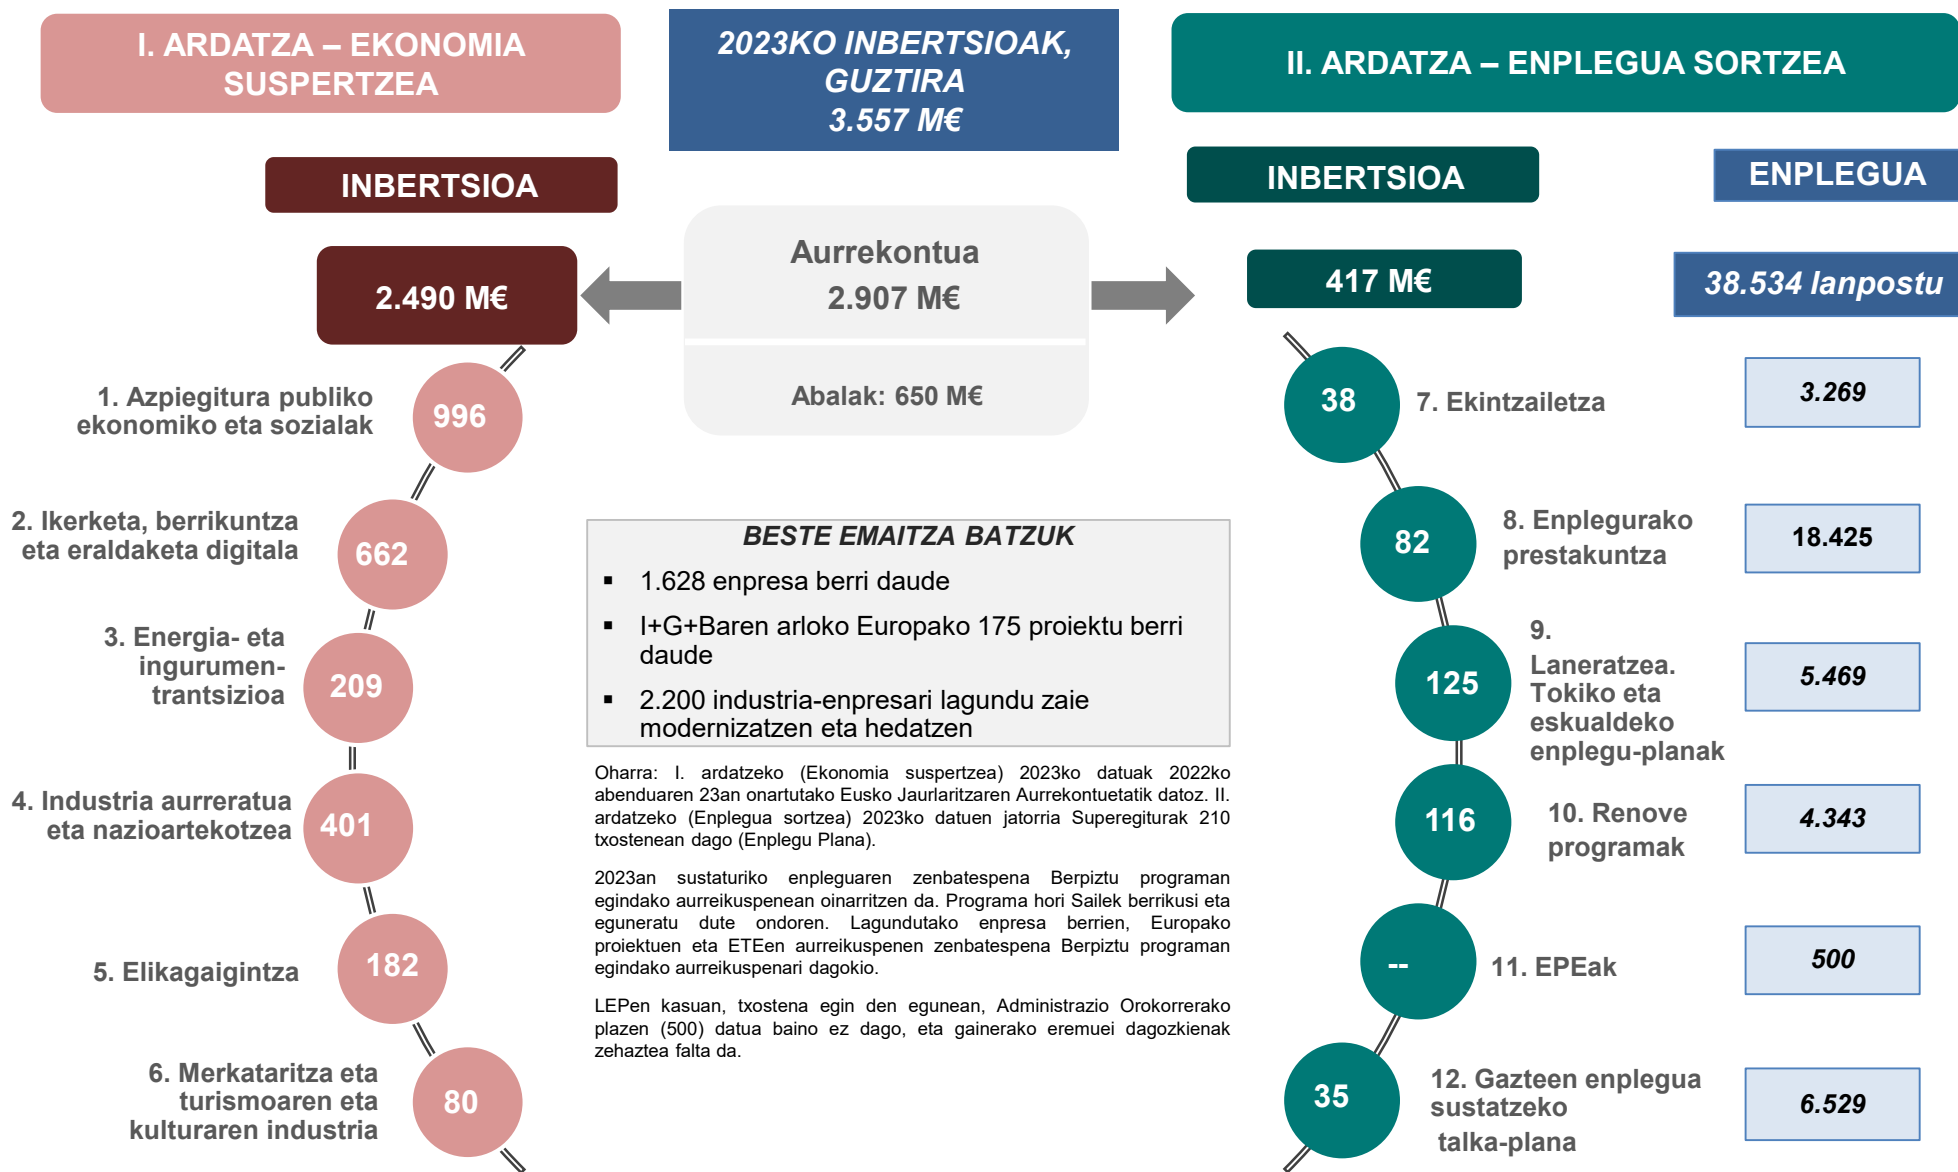 I. ARDATZA – EKONOMIA
SUSPERTZEA
2023KO INBERTSIOAK,
GUZTIRA
3.557 M€
II. ARDATZA – ENPLEGUA SORTZEA
INBERTSIOA
INBERTSIOA
ENPLEGUA
2.490 M€
Aurrekontua
2.907 M€
Abalak: 650 M€
417 M€
38.534 lanpostu
1. Azpiegitura publiko
ekonomiko eta sozialak
996
2. Ikerketa, berrikuntza
eta eraldaketa digitala
662
3. Energia- eta
ingurumen-
trantsizioa
209
4. Industria aurreratua
eta nazioartekotzea
401
5. Elikagaigintza
182
6. Merkataritza eta
turismoaren eta
kulturaren industria
80
BESTE EMAITZA BATZUK
▪ 1.628 enpresa berri daude
▪ I+G+Baren arloko Europako 175 proiektu berri
daude
▪ 2.200 industria-enpresari lagundu zaie
modernizatzen eta hedatzen
Oharra: I. ardatzeko (Ekonomia suspertzea) 2023ko datuak 2022ko
abenduaren 23an onartutako Eusko Jaurlaritzaren Aurrekontuetatik datoz. II.
ardatzeko (Enplegua sortzea) 2023ko datuen jatorria Superegiturak 210
txostenean dago (Enplegu Plana).
2023an sustaturiko enpleguaren zenbatespena Berpiztu programan
egindako aurreikuspenean oinarritzen da. Programa hori Sailek berrikusi eta
eguneratu dute ondoren. Lagundutako enpresa berrien, Europako
proiektuen eta ETEen aurreikuspenen zenbatespena Berpiztu programan
egindako aurreikuspenari dagokio.
LEPen kasuan, txostena egin den egunean, Administrazio Orokorrerako
plazen (500) datua baino ez dago, eta gainerako eremuei dagozkienak
zehaztea falta da.
38
7. Ekintzailetza
3.269
82
8. Enplegurako
prestakuntza
18.425
125
9.
Laneratzea.
Tokiko eta
eskualdeko
enplegu-planak
5.469
116
10. Renove
programak
4.343
--
11. EPEak
500
35
12. Gazteen enplegua
sustatzeko
talka-plana
6.529